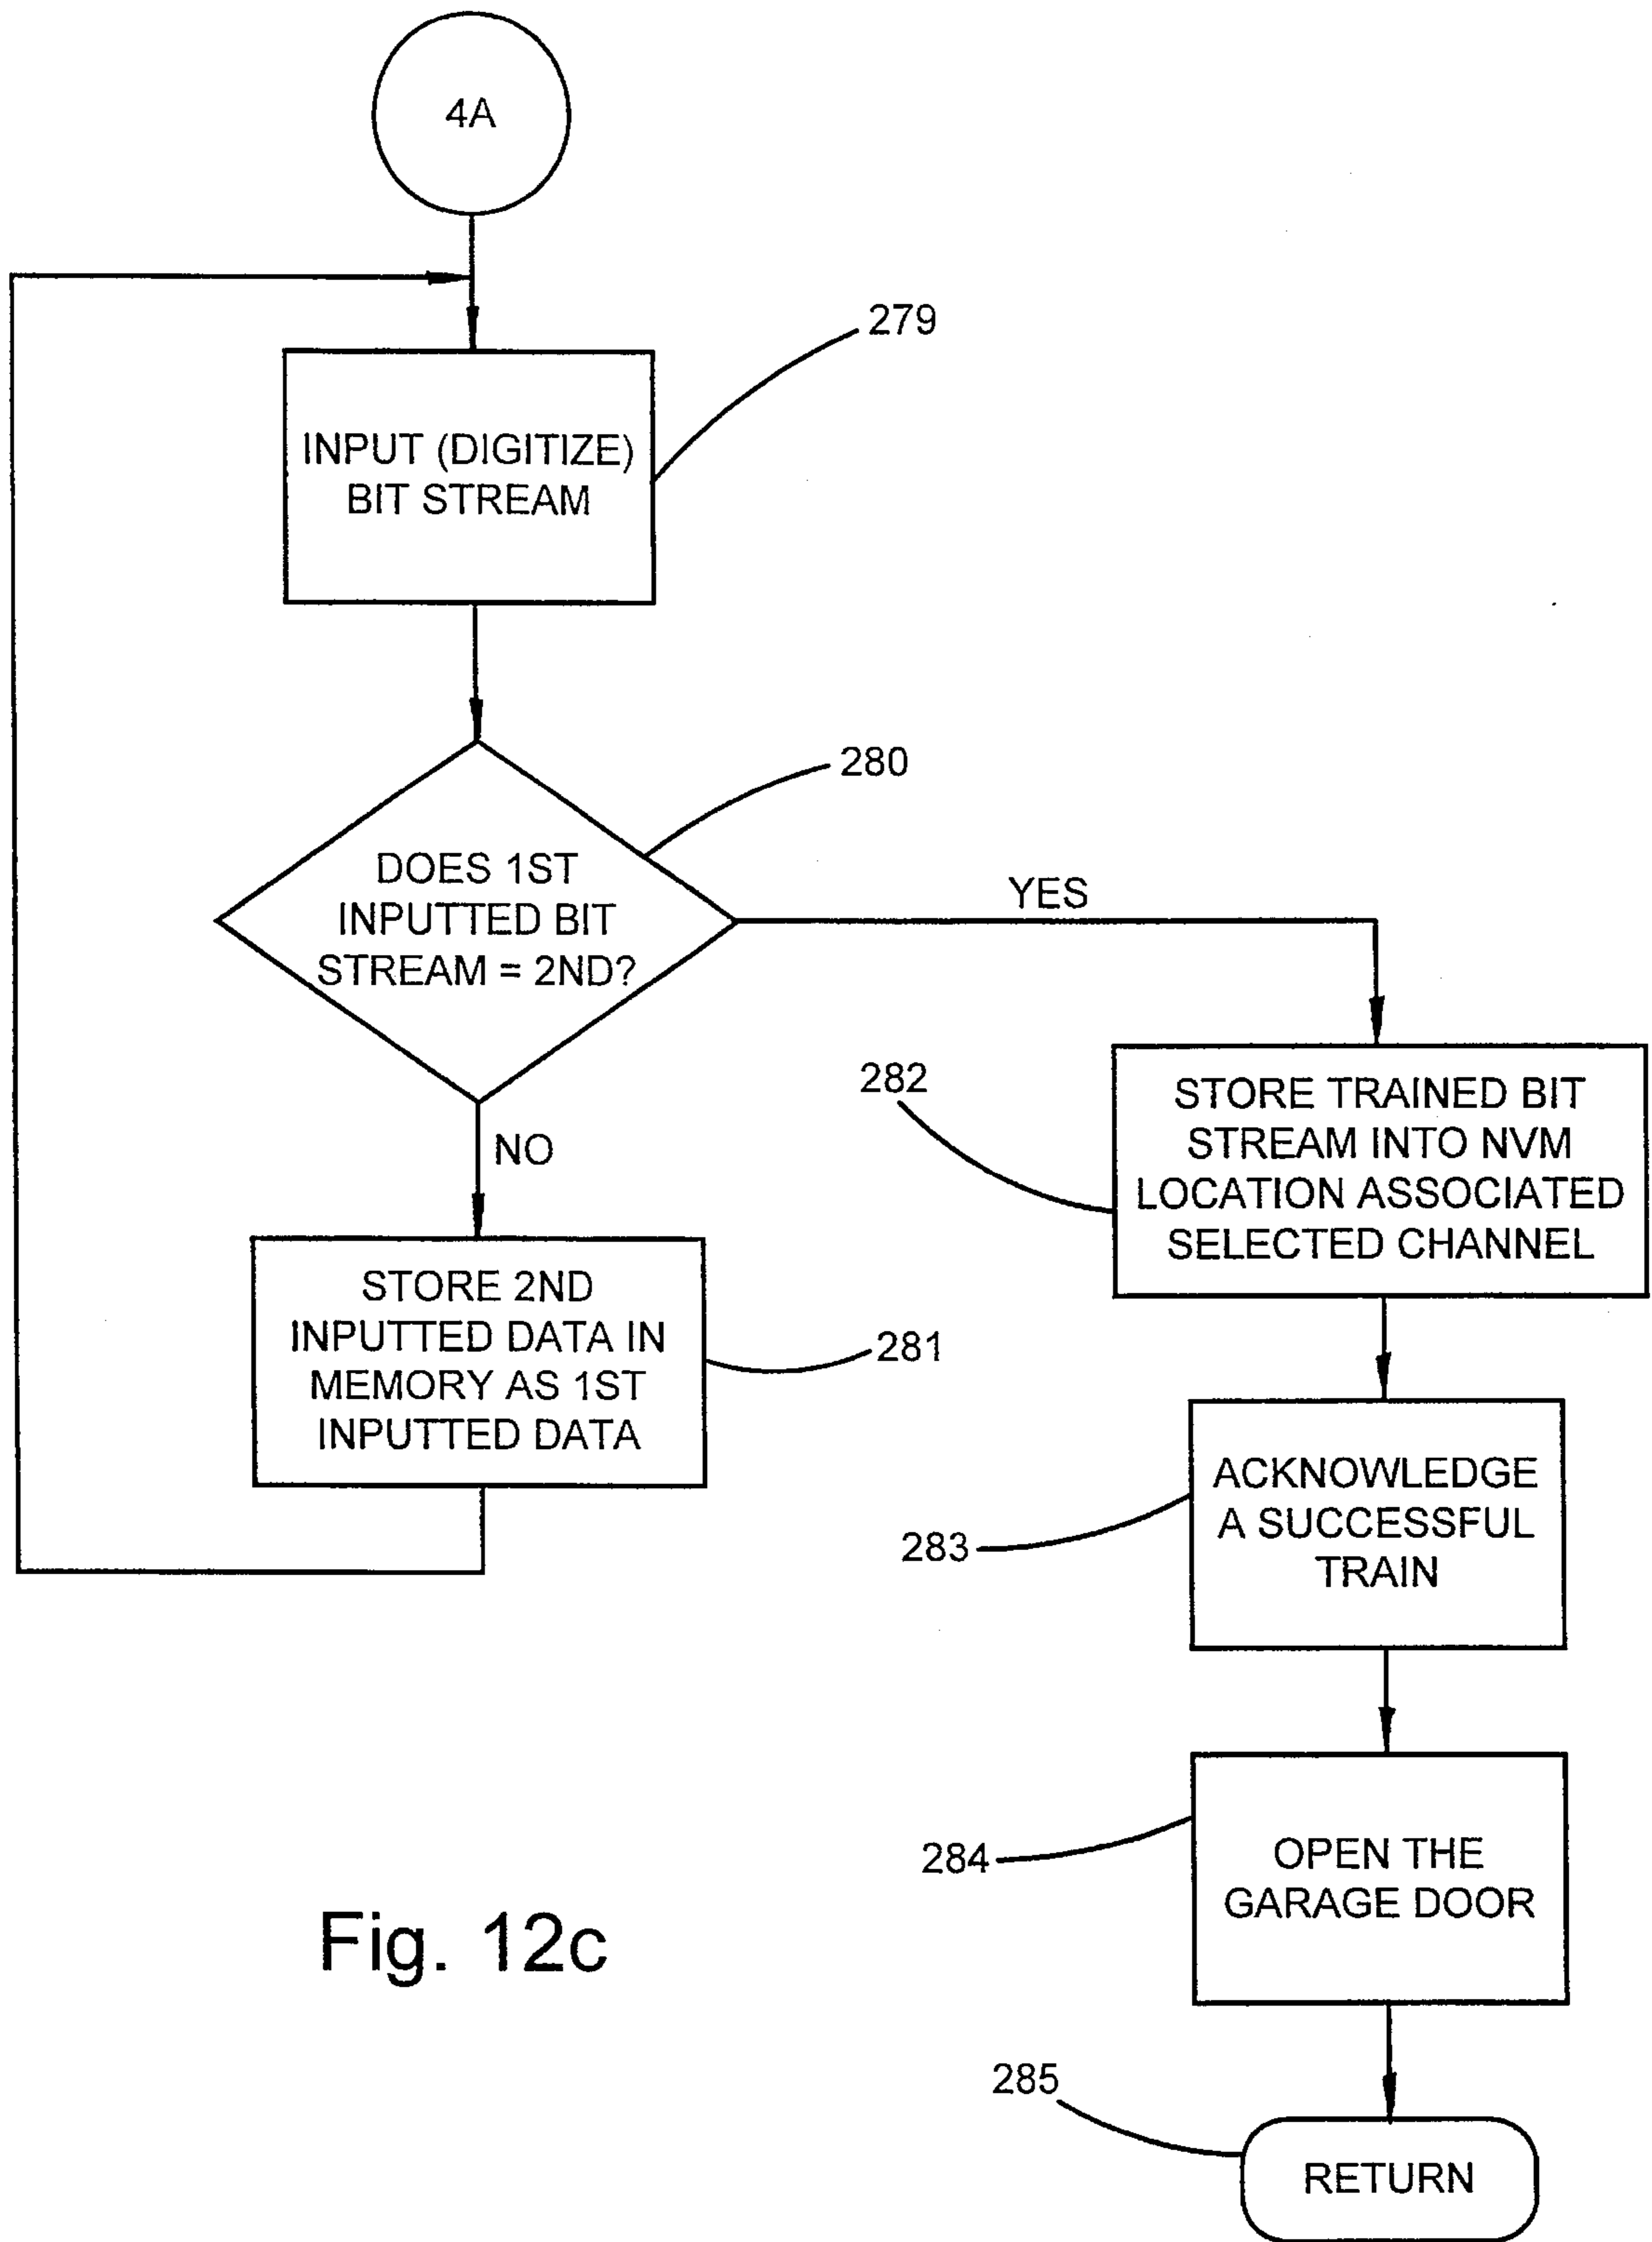 4A
279
INPUT (DIGITIZE)
BIT STREAM
280
DOES 1ST
INPUTTED BIT
STREAM = 2ND?
YES
NO
282
STORE TRAINED BIT
STREAM INTO NVM
LOCATION ASSOCIATED
SELECTED CHANNEL
STORE 2ND
INPUTTED DATA IN
MEMORY AS 1ST
INPUTTED DATA
281
283
ACKNOWLEDGE
A SUCCESSFUL
TRAIN
284
OPEN THE
GARAGE DOOR
Fig. 12c
285
RETURN